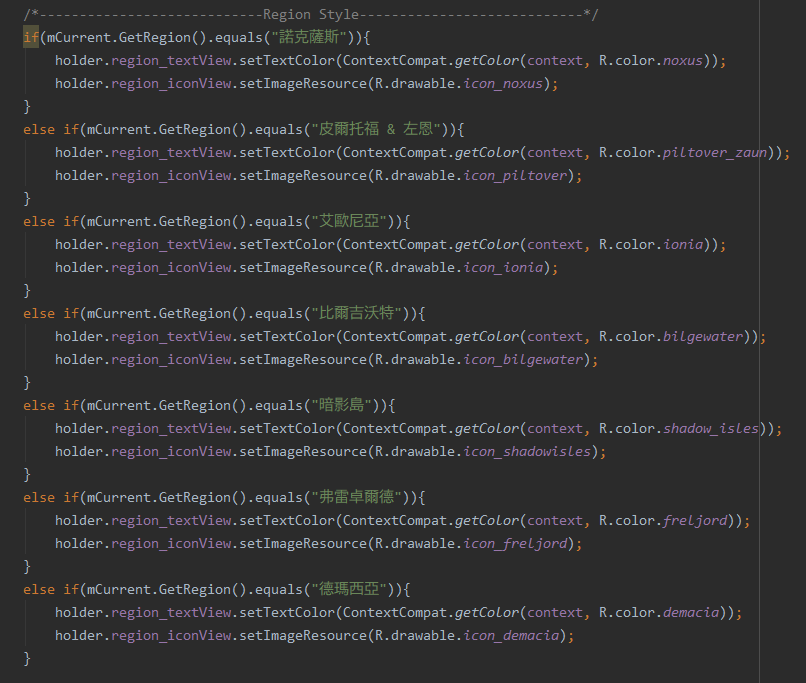 /*----------------------------Region Style----------------------------*/
if(mCurrent.GetRegion().equals("諾克薩斯")){
    holder.region_textView.setTextColor(ContextCompat.getColor(context, R.color.noxus));
    holder.region_iconView.setImageResource(R.drawable.icon_noxus);
}
else if(mCurrent.GetRegion().equals("皮爾托福 & 左恩")){
    holder.region_textView.setTextColor(ContextCompat.getColor(context, R.color.piltover_zaun));
    holder.region_iconView.setImageResource(R.drawable.icon_piltover);
}
else if(mCurrent.GetRegion().equals("艾歐尼亞")){
    holder.region_textView.setTextColor(ContextCompat.getColor(context, R.color.ionia));
    holder.region_iconView.setImageResource(R.drawable.icon_ionia);
}
else if(mCurrent.GetRegion().equals("比爾吉沃特")){
    holder.region_textView.setTextColor(ContextCompat.getColor(context, R.color.bilgewater));
    holder.region_iconView.setImageResource(R.drawable.icon_bilgewater);
}
else if(mCurrent.GetRegion().equals("暗影島")){
    holder.region_textView.setTextColor(ContextCompat.getColor(context, R.color.shadow_isles));
    holder.region_iconView.setImageResource(R.drawable.icon_shadowisles);
}
else if(mCurrent.GetRegion().equals("弗雷卓爾德")){
    holder.region_textView.setTextColor(ContextCompat.getColor(context, R.color.freljord));
    holder.region_iconView.setImageResource(R.drawable.icon_freljord);
}
else if(mCurrent.GetRegion().equals("德瑪西亞")){
    holder.region_textView.setTextColor(ContextCompat.getColor(context, R.color.demacia));
    holder.region_iconView.setImageResource(R.drawable.icon_demacia);
}